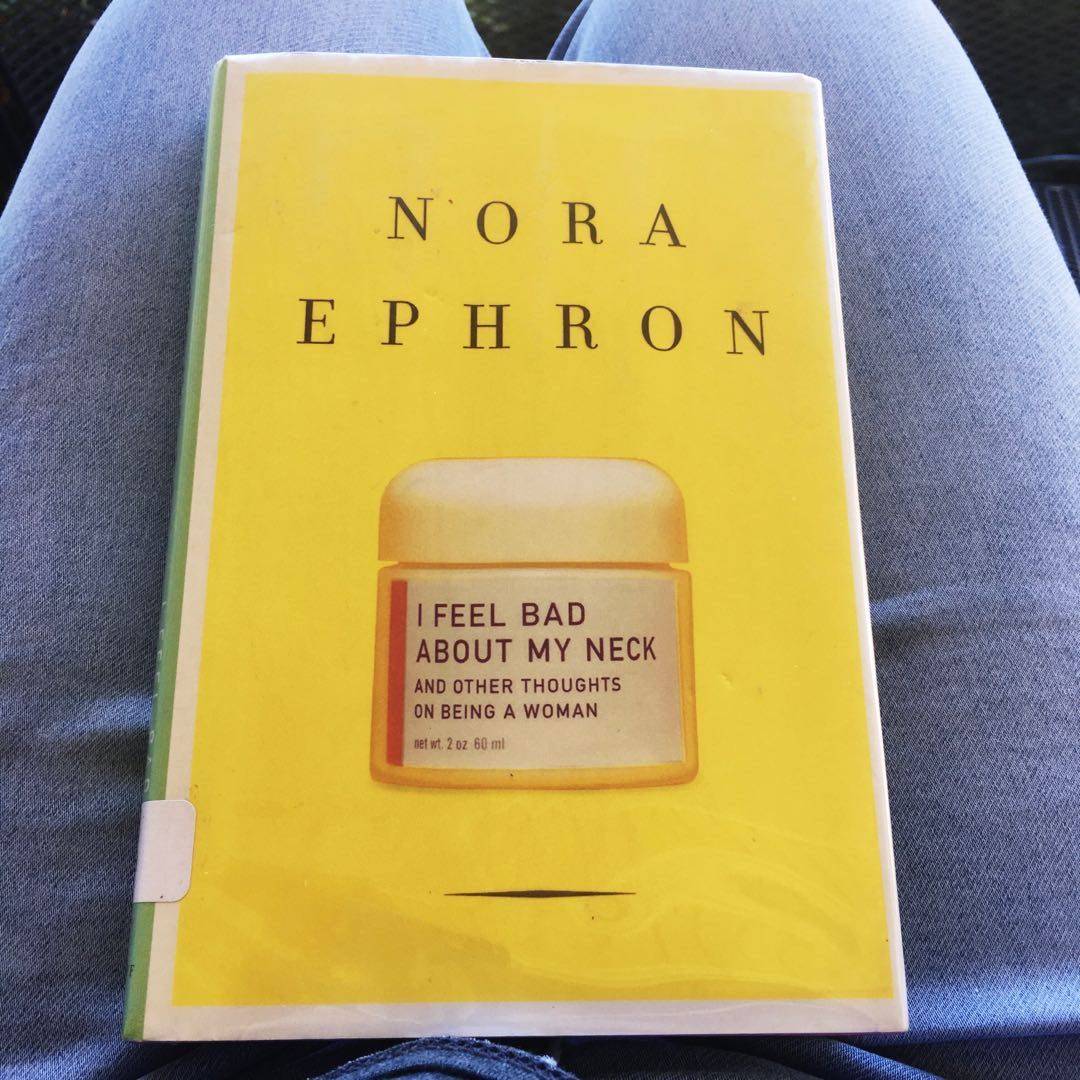 NORA
EPHRON
I FEEL BAD
ABOUT MY NECK
AND OTHER THOUGHTS
ON BEING A WOMAN
net wt. 2 oz 60 ml